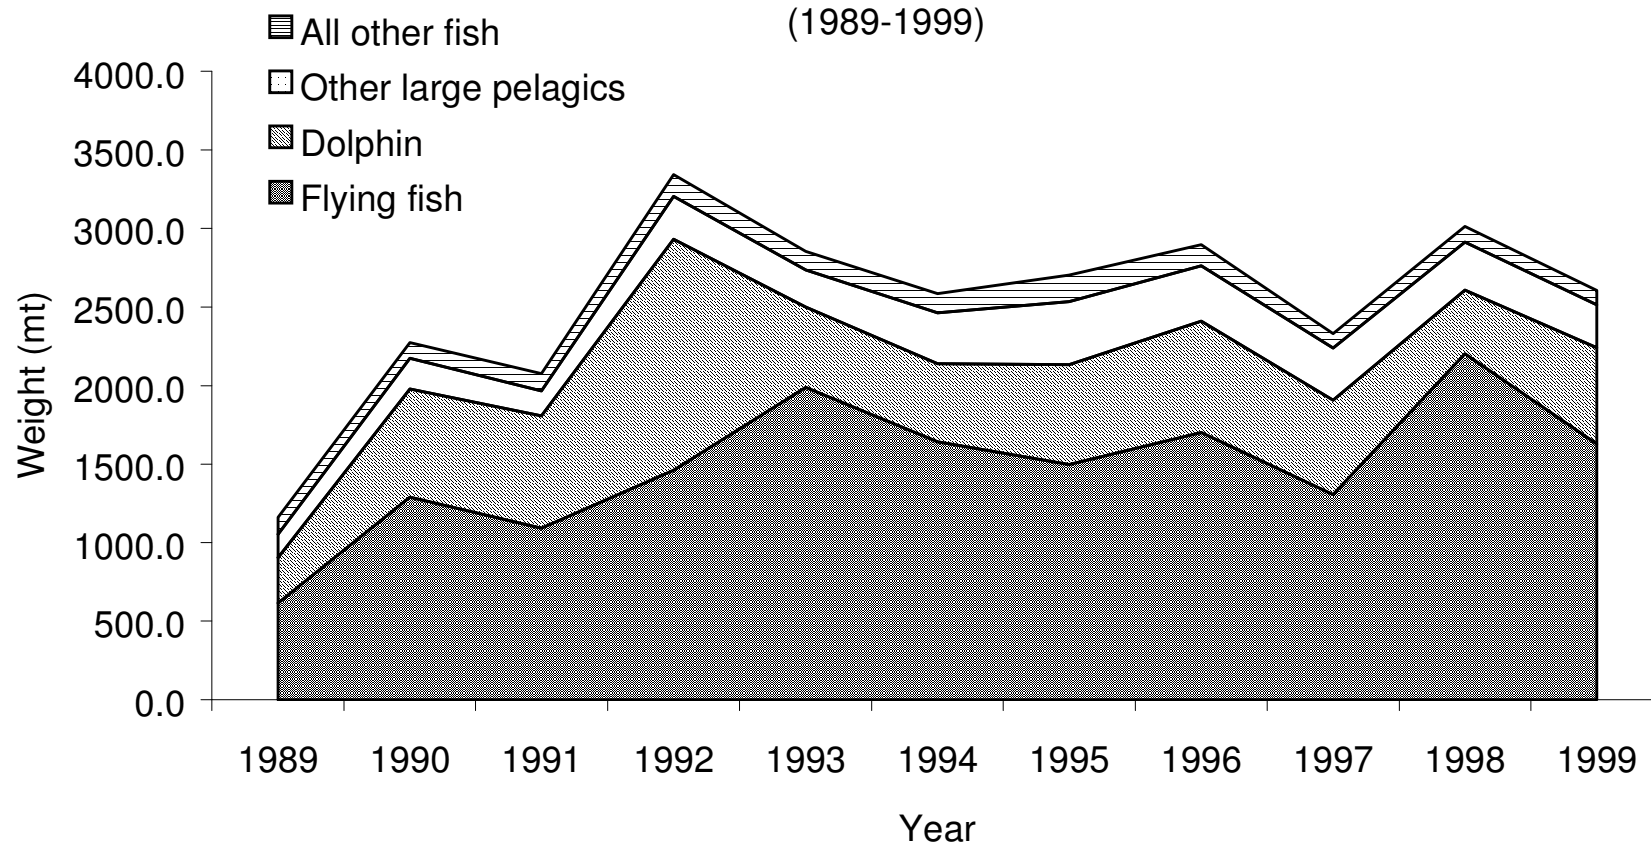 (1989-1999)
All other fish
Other large pelagics
Dolphin
Flying fish
4000.0
3500.0
3000.0
2500.0
2000.0
1500.0
1000.0
500.0
0.0
Weight (mt)
1989 1990 1991 1992 1993 1994 1995 1996 1997 1998 1999
Year